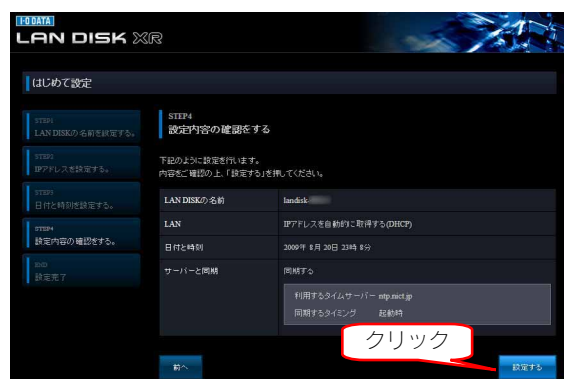 I-O DATA
LAN DISK XR
はじめて設定
STEP1
LAN DISKの名前を設定する。
STEP2
IPアドレスを設定する。
STEP3
日付と時刻を設定する。
STEP4
設定内容の確認をする。
END
設定完了
STEP4
設定内容の確認をする
下記のように設定を行います。
内容をご確認の上、「設定する」を押してください。
LAN DISKの名前 landisk
LAN IPアドレスを自動的に取得する(DHCP)
日付と時刻 2009年 8月 20日 23時 8分
サーバーと同期 同期する
利用するタイムサーバー ntp.nict.jp
同期するタイミング 起動時
クリック
前へ
設定する